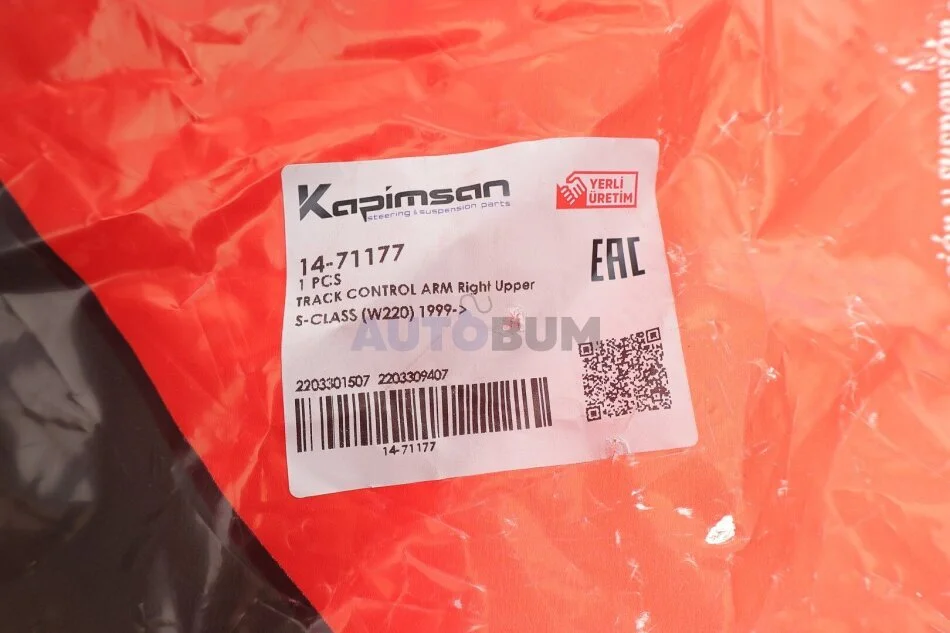 Kapimsan
steering & suspension parts
YERLİ
ÜRETİM
14-71177
1 PCS
TRACK CONTROL ARM Right Upper
S-CLASS (W220) 1999->
EAC
AUTOBUM
2203301507 2203309407
14-71177